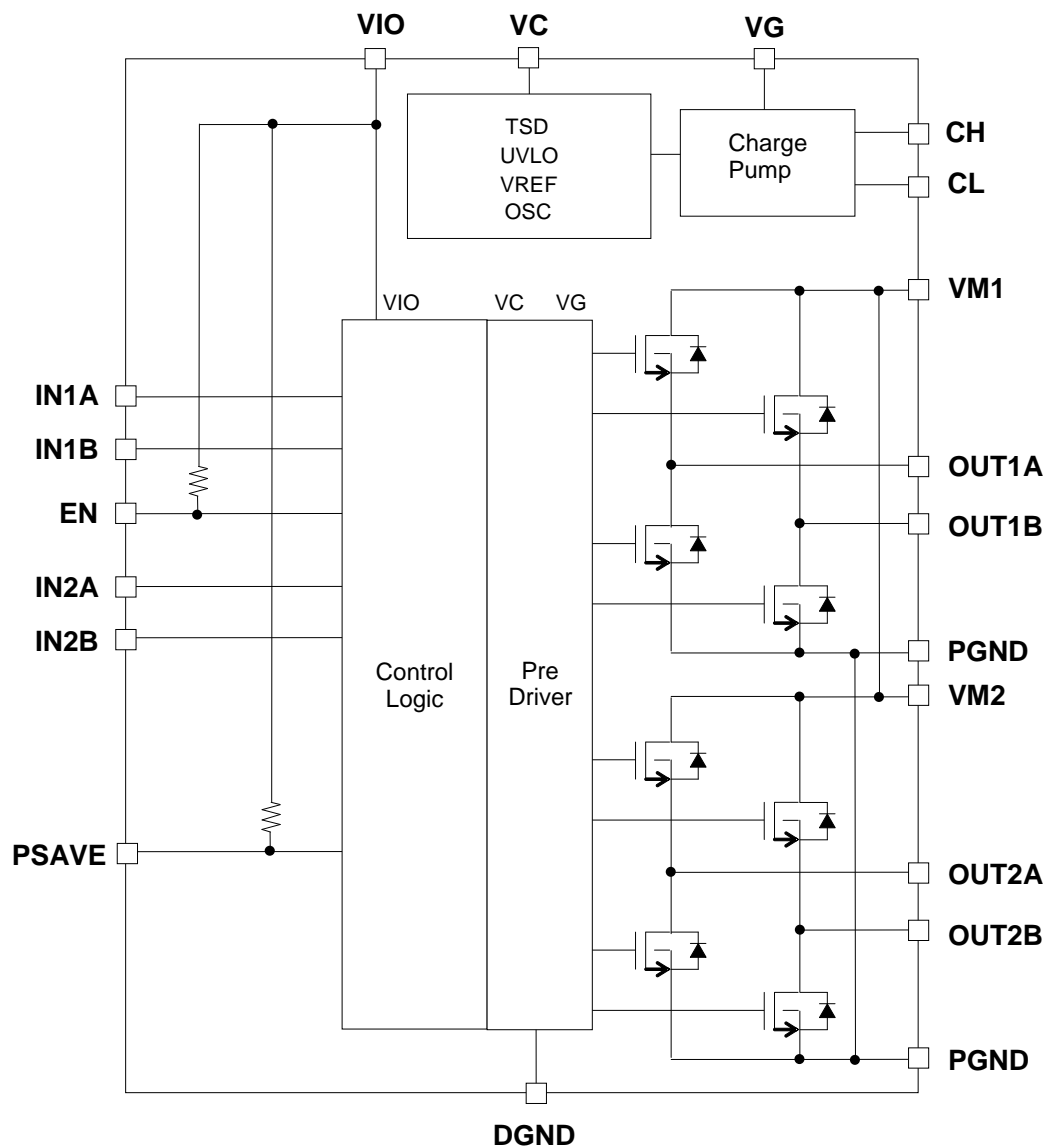 VIO
VC
VG
TSD
UVLO
VREF
OSC
Charge
Pump
CH
CL
VM1
VIO
VC
VG
IN1A
IN1B
EN
IN2A
IN2B
PSAVE
Control
Logic
Pre
Driver
OUT1A
OUT1B
PGND
VM2
OUT2A
OUT2B
PGND
DGND